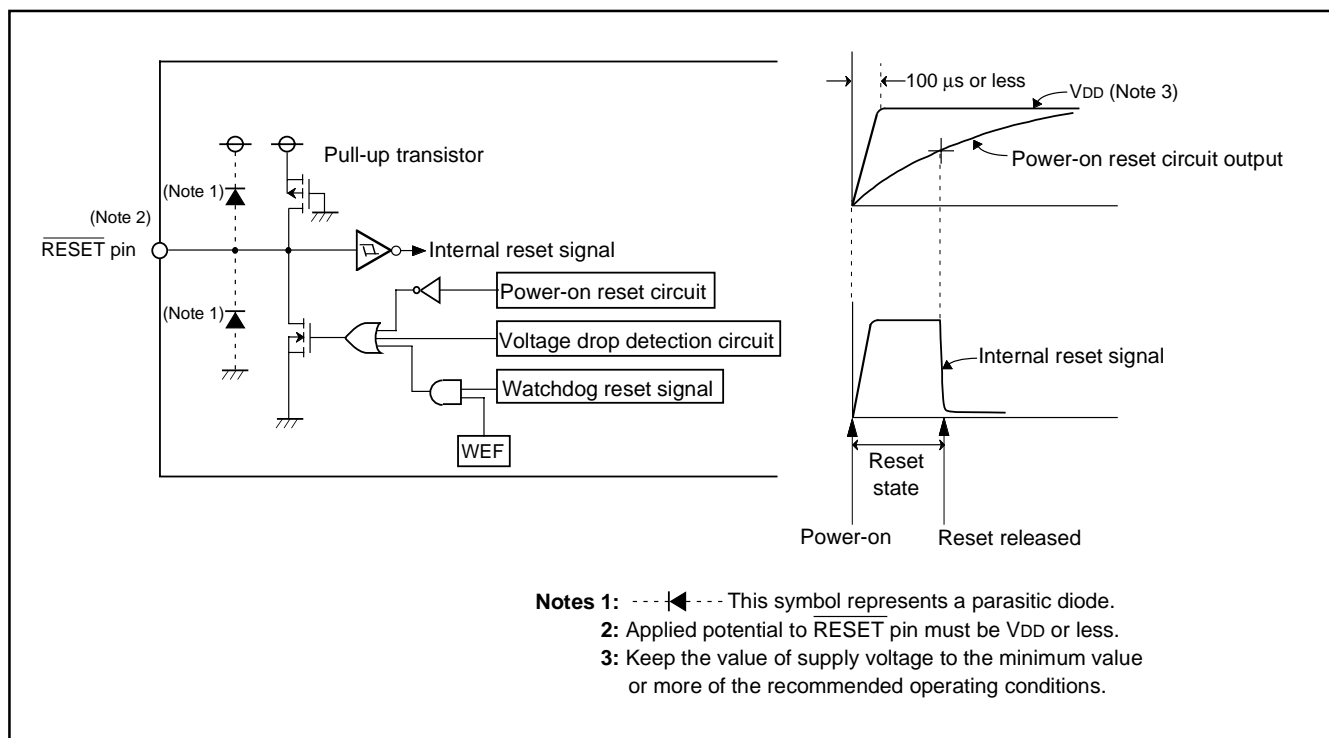 100 µs or less
VDD (Note 3)
Pull-up transistor
Power-on reset circuit output
(Note 1)
(Note 2)
RESET pin
Internal reset signal
Power-on reset circuit
(Note 1)
Voltage drop detection circuit
Internal reset signal
Watchdog reset signal
WEF
Reset
state
Power-on
Reset released
Notes 1: This symbol represents a parasitic diode.
2: Applied potential to RESET pin must be VDD or less.
3: Keep the value of supply voltage to the minimum value
or more of the recommended operating conditions.